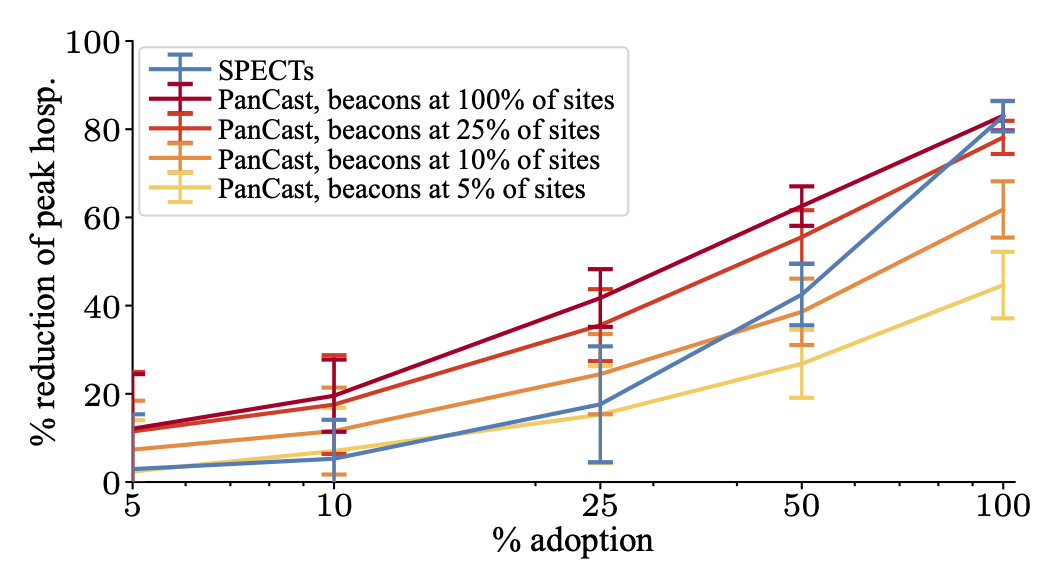 100
80
60
40
20
0
% reduction of peak hosp.
SPECTs
PanCast, beacons at 100% of sites
PanCast, beacons at 25% of sites
PanCast, beacons at 10% of sites
PanCast, beacons at 5% of sites
5 10 25 50 100
% adoption